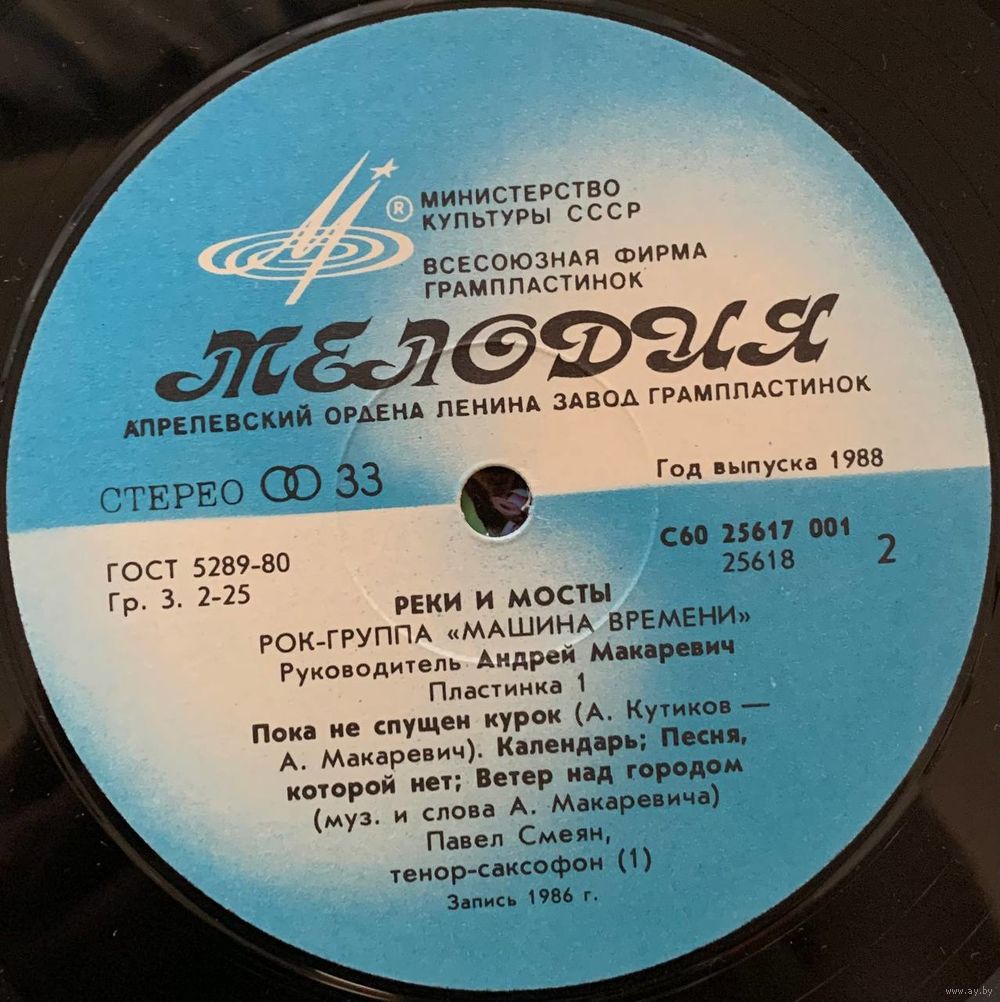 ® МИНИСТЕРСТВО
КУЛЬТУРЫ СССР
ВСЕСОЮЗНАЯ ФИРМА
ГРАМПЛАСТИНОК
МЕЛОДИЯ
АПРЕЛЕВСКИЙ ОРДЕНА ЛЕНИНА ЗАВОД ГРАМПЛАСТИНОК
СТЕРЕО 33
Год выпуска 1988
ГОСТ 5289-80
Гр. 3. 2-25
С60 25617 001
25618
2
РЕКИ И МОСТЫ
РОК-ГРУППА «МАШИНА ВРЕМЕНИ»
Руководитель Андрей Макаревич
Пластинка 1
Пока не спущен курок (А. Кутиков —
А. Макаревич). Календарь; Песня,
которой нет; Ветер над городом
(муз. и слова А. Макаревича)
Павел Смеян,
тенор-саксофон (1)
Запись 1986 г.
www.ay.by